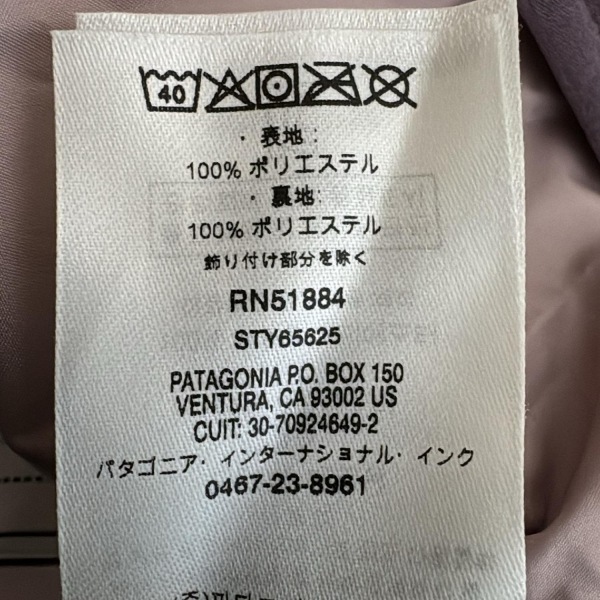 40
・表地:
100% ポリエステル
・裏地:
100% ポリエステル
飾り付け部分を除く
RN51884
STY65625
PATAGONIA P.O. BOX 150
VENTURA, CA 93002 US
CUIT: 30-70924649-2
パタゴニア・インターナショナル・インク
0467-23-8961